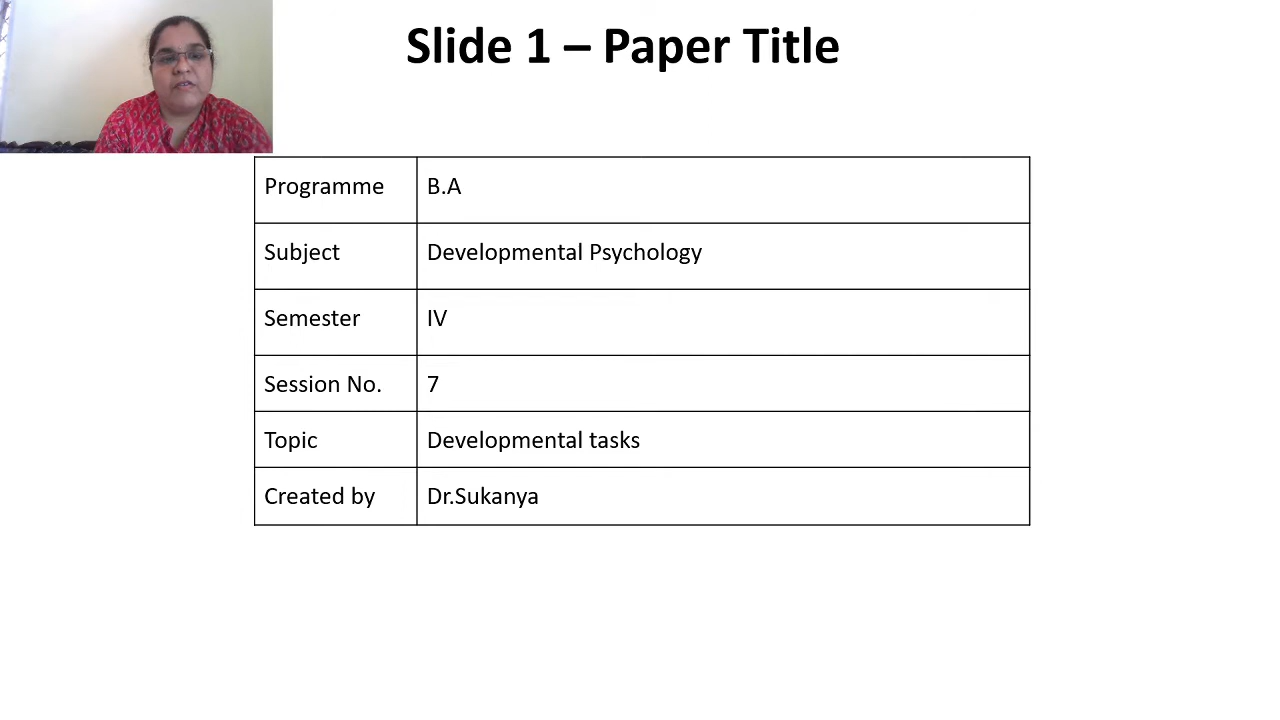 Slide 1 – Paper Title
Programme B.A
Subject Developmental Psychology
Semester IV
Session No. 7
Topic Developmental tasks
Created by Dr.Sukanya